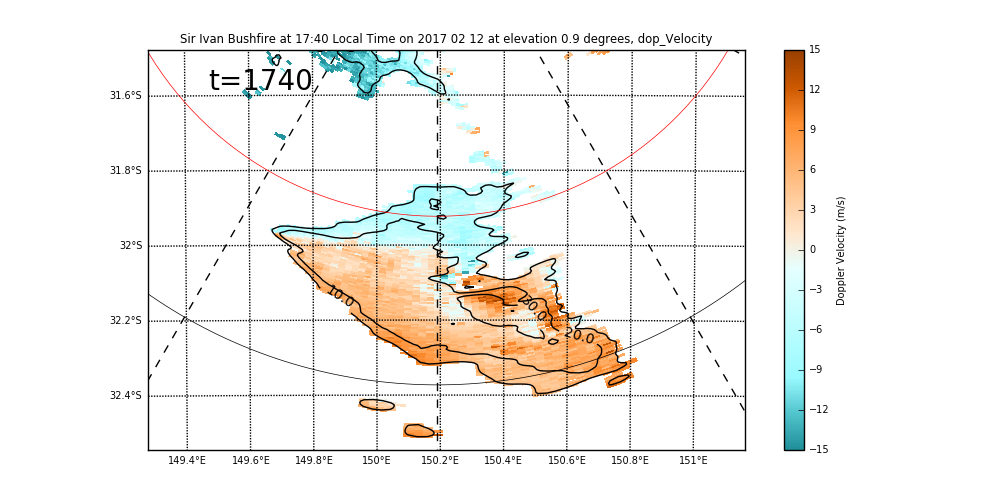 Sir Ivan Bushfire at 17:40 Local Time on 2017 02 12 at elevation 0.9 degrees, dop_Velocity
t=1740
31.6°S
31.8°S
32°S
32.2°S
32.4°S
10.0
30.0
20.0
149.4°E 149.6°E 149.8°E 150°E 150.2°E 150.4°E 150.6°E 150.8°E 151°E
15
12
9
6
3
0
−3
−6
−9
−12
−15
Doppler Velocity (m/s)